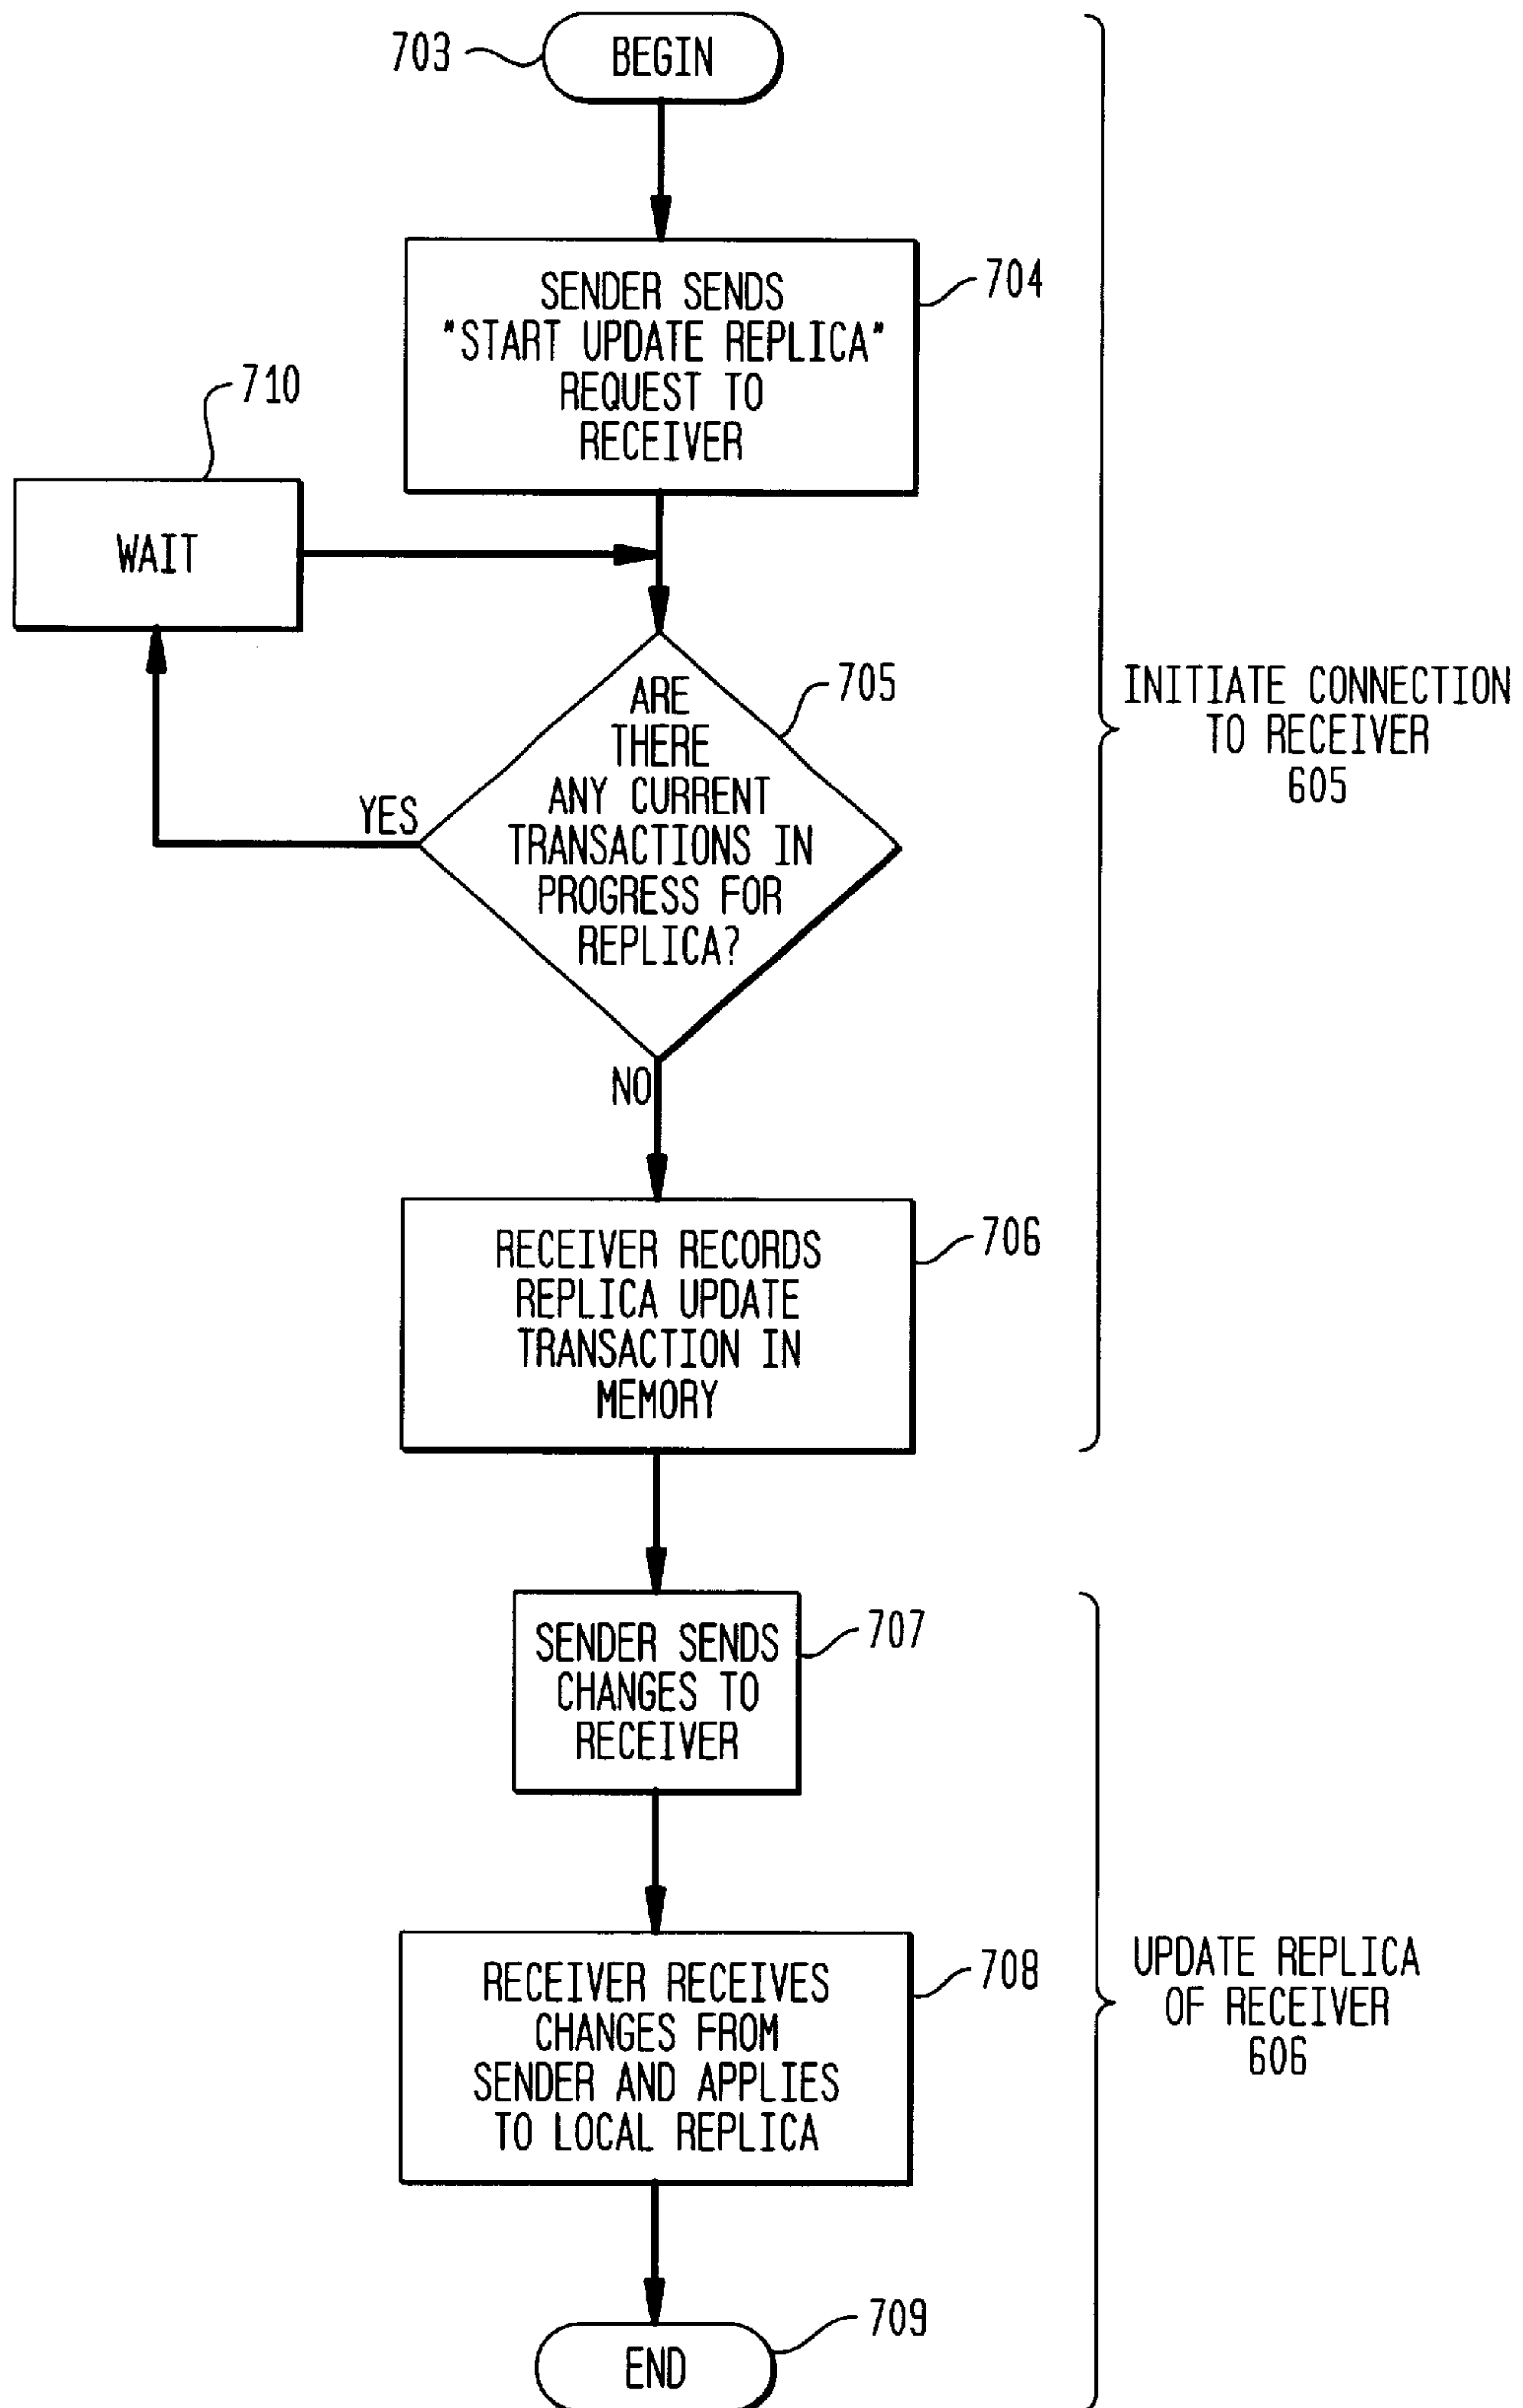 703
BEGIN
SENDER SENDS
"START UPDATE REPLICA"
REQUEST TO
RECEIVER
704
710
WAIT
ARE
THERE
ANY CURRENT
TRANSACTIONS IN
PROGRESS FOR
REPLICA?
705
YES
NO
INITIATE CONNECTION
TO RECEIVER
605
RECEIVER RECORDS
REPLICA UPDATE
TRANSACTION IN
MEMORY
706
SENDER SENDS
CHANGES TO
RECEIVER
707
RECEIVER RECEIVES
CHANGES FROM
SENDER AND APPLIES
TO LOCAL REPLICA
708
UPDATE REPLICA
OF RECEIVER
606
709
END